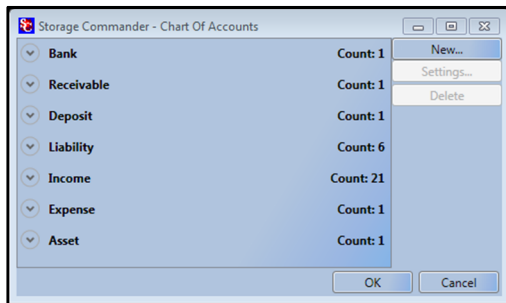 SC Storage Commander - Chart Of Accounts
Bank Count: 1 New...
Receivable Count: 1 Settings...
Deposit Count: 1 Delete
Liability Count: 6
Income Count: 21
Expense Count: 1
Asset Count: 1
OK Cancel